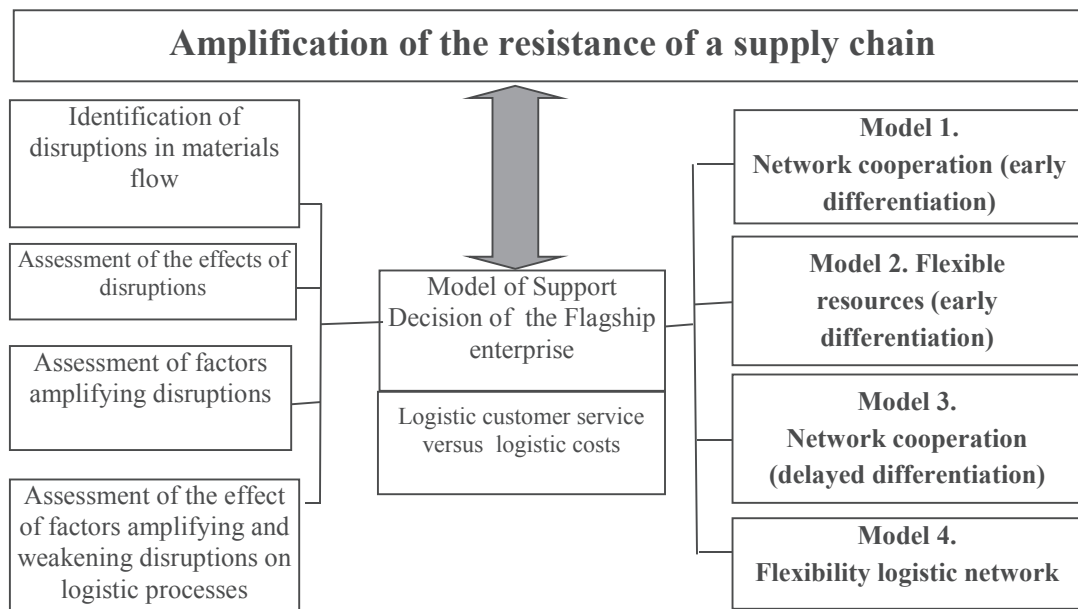 Amplification of the resistance of a supply chain
Identification of
disruptions in materials
flow
Assessment of the effects of
disruptions
Assessment of factors
amplifying disruptions
Assessment of the effect
of factors amplifying and
weakening disruptions on
logistic processes
Model of Support
Decision of the Flagship
enterprise
Logistic customer service
versus logistic costs
Model 1.
Network cooperation (early
differentiation)
Model 2. Flexible
resources (early
differentiation)
Model 3.
Network cooperation
(delayed differentiation)
Model 4.
Flexibility logistic network